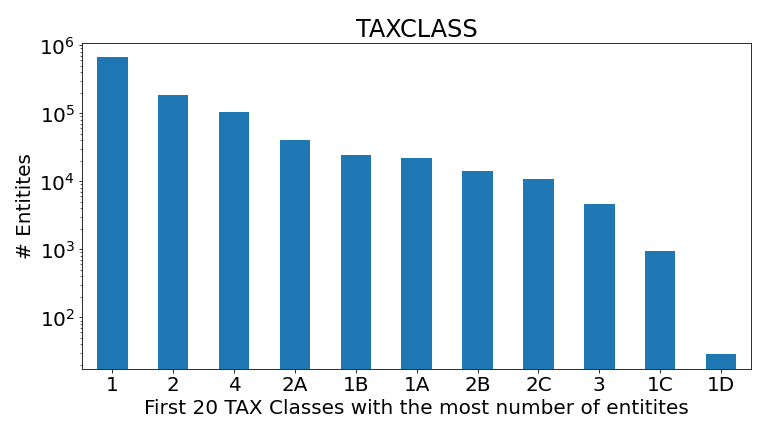 TAXCLASS
# Entitites
10⁶
10⁵
10⁴
10³
10²
1 2 4 2A 1B 1A 2B 2C 3 1C 1D
First 20 TAX Classes with the most number of entitites